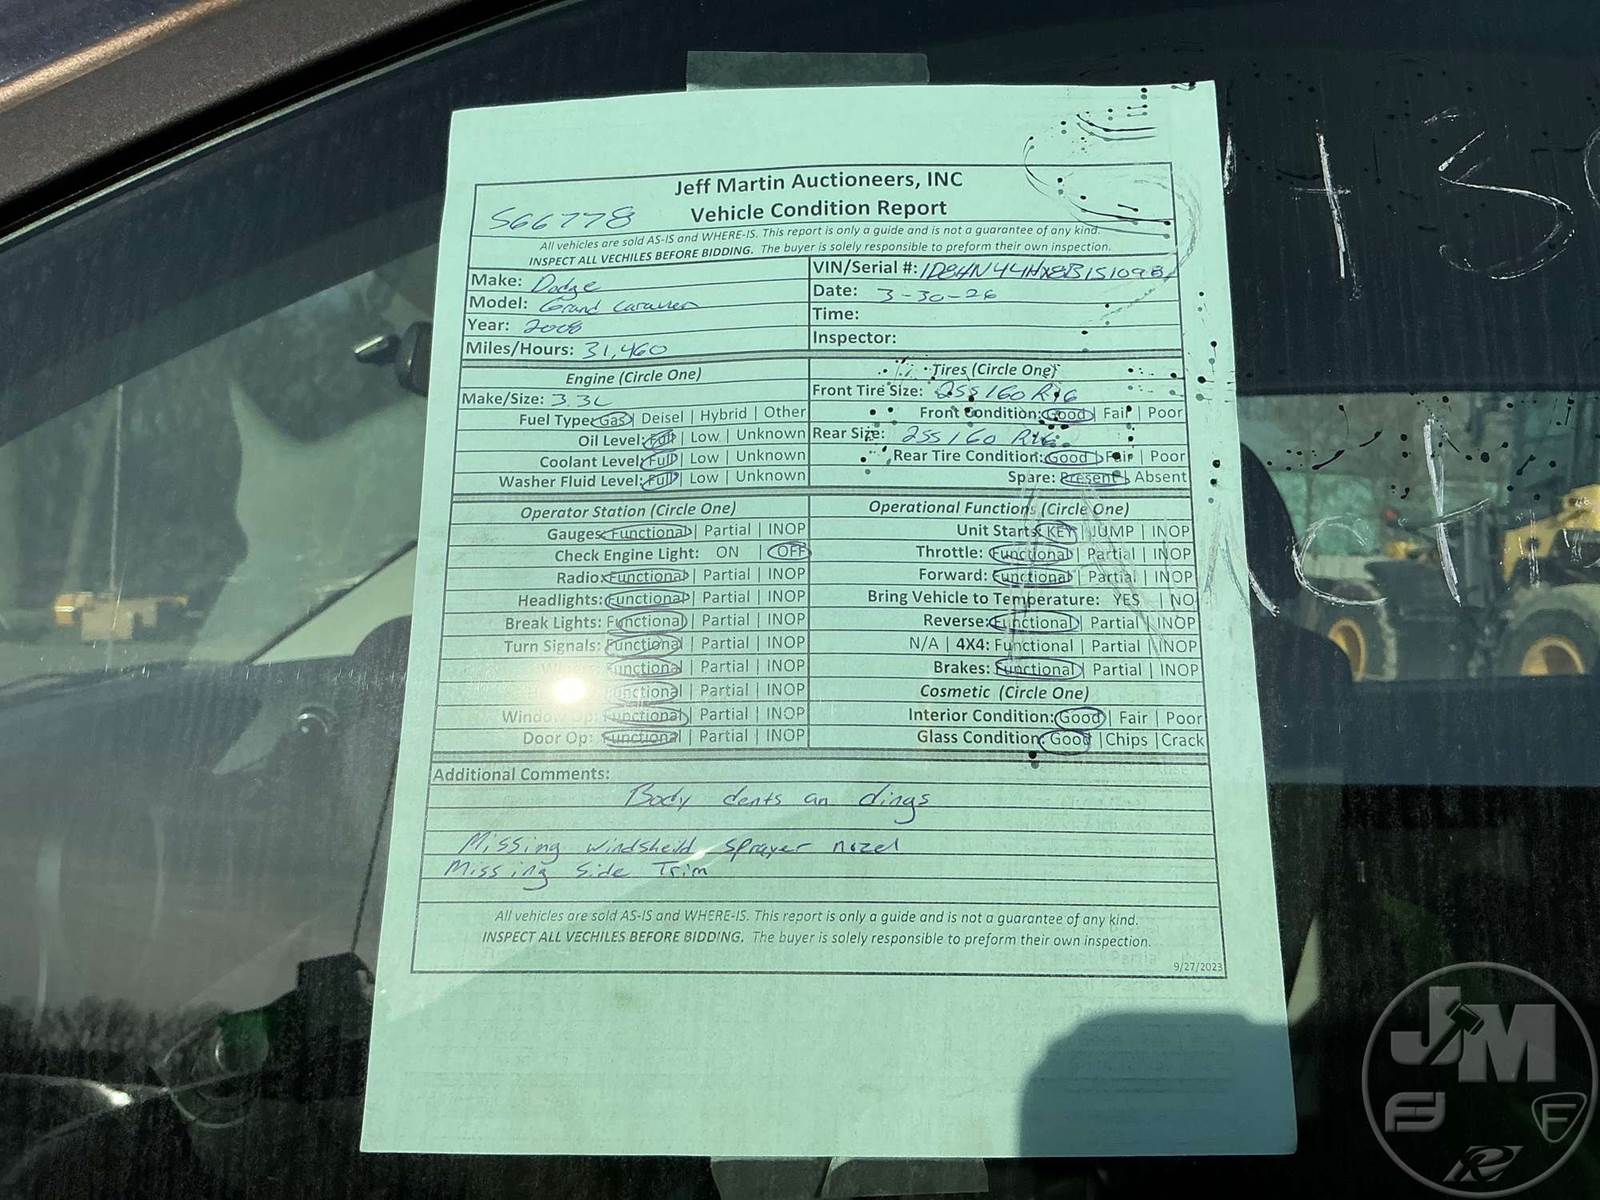 Jeff Martin Auctioneers, INC
S66778 Vehicle Condition Report
All vehicles are sold AS-IS and WHERE-IS. This report is only a guide and is not a guarantee of any kind.
INSPECT ALL VECHILES BEFORE BIDDING. The buyer is solely responsible to preform their own inspection.
Make: Dodge
Model: Grand Caravan
Year: 2008
Miles/Hours: 31,460
VIN/Serial #:
Date: 3-30-26
Time:
Inspector:
Engine (Circle One)
Make/Size: 3.3L
Fuel Type: Gas | Deisel | Hybrid | Other
Oil Level: Full | Low | Unknown
Coolant Level: Full | Low | Unknown
Washer Fluid Level: Full | Low | Unknown
Tires (Circle One)
Front Tire Size: 255/60 R16
Front Condition: Good | Fair | Poor
Rear Size: 255/60 R16
Rear Tire Condition: Good | Fair | Poor
Spare: Present | Absent
Operator Station (Circle One)
Gauges: Functional | Partial | INOP
Check Engine Light: ON | OFF
Radio: Functional | Partial | INOP
Headlights: Functional | Partial | INOP
Break Lights: Functional | Partial | INOP
Turn Signals: Functional | Partial | INOP
Functional | Partial | INOP
Functional | Partial | INOP
Window Op: Functional | Partial | INOP
Door Op: Functional | Partial | INOP
Operational Functions (Circle One)
Unit Starts: KEY | JUMP | INOP
Throttle: Functional | Partial | INOP
Forward: Functional | Partial | INOP
Bring Vehicle to Temperature: YES | NO
Reverse: Functional | Partial | INOP
N/A | 4X4: Functional | Partial | INOP
Brakes: Functional | Partial | INOP
Cosmetic (Circle One)
Interior Condition: Good | Fair | Poor
Glass Condition: Good | Chips | Crack
Additional Comments:
Body dents an dings
Missing windsheild sprayer nozel
Missing Side Trim
All vehicles are sold AS-IS and WHERE-IS. This report is only a guide and is not a guarantee of any kind.
INSPECT ALL VECHILES BEFORE BIDDING. The buyer is solely responsible to preform their own inspection.
9/27/2023
JM